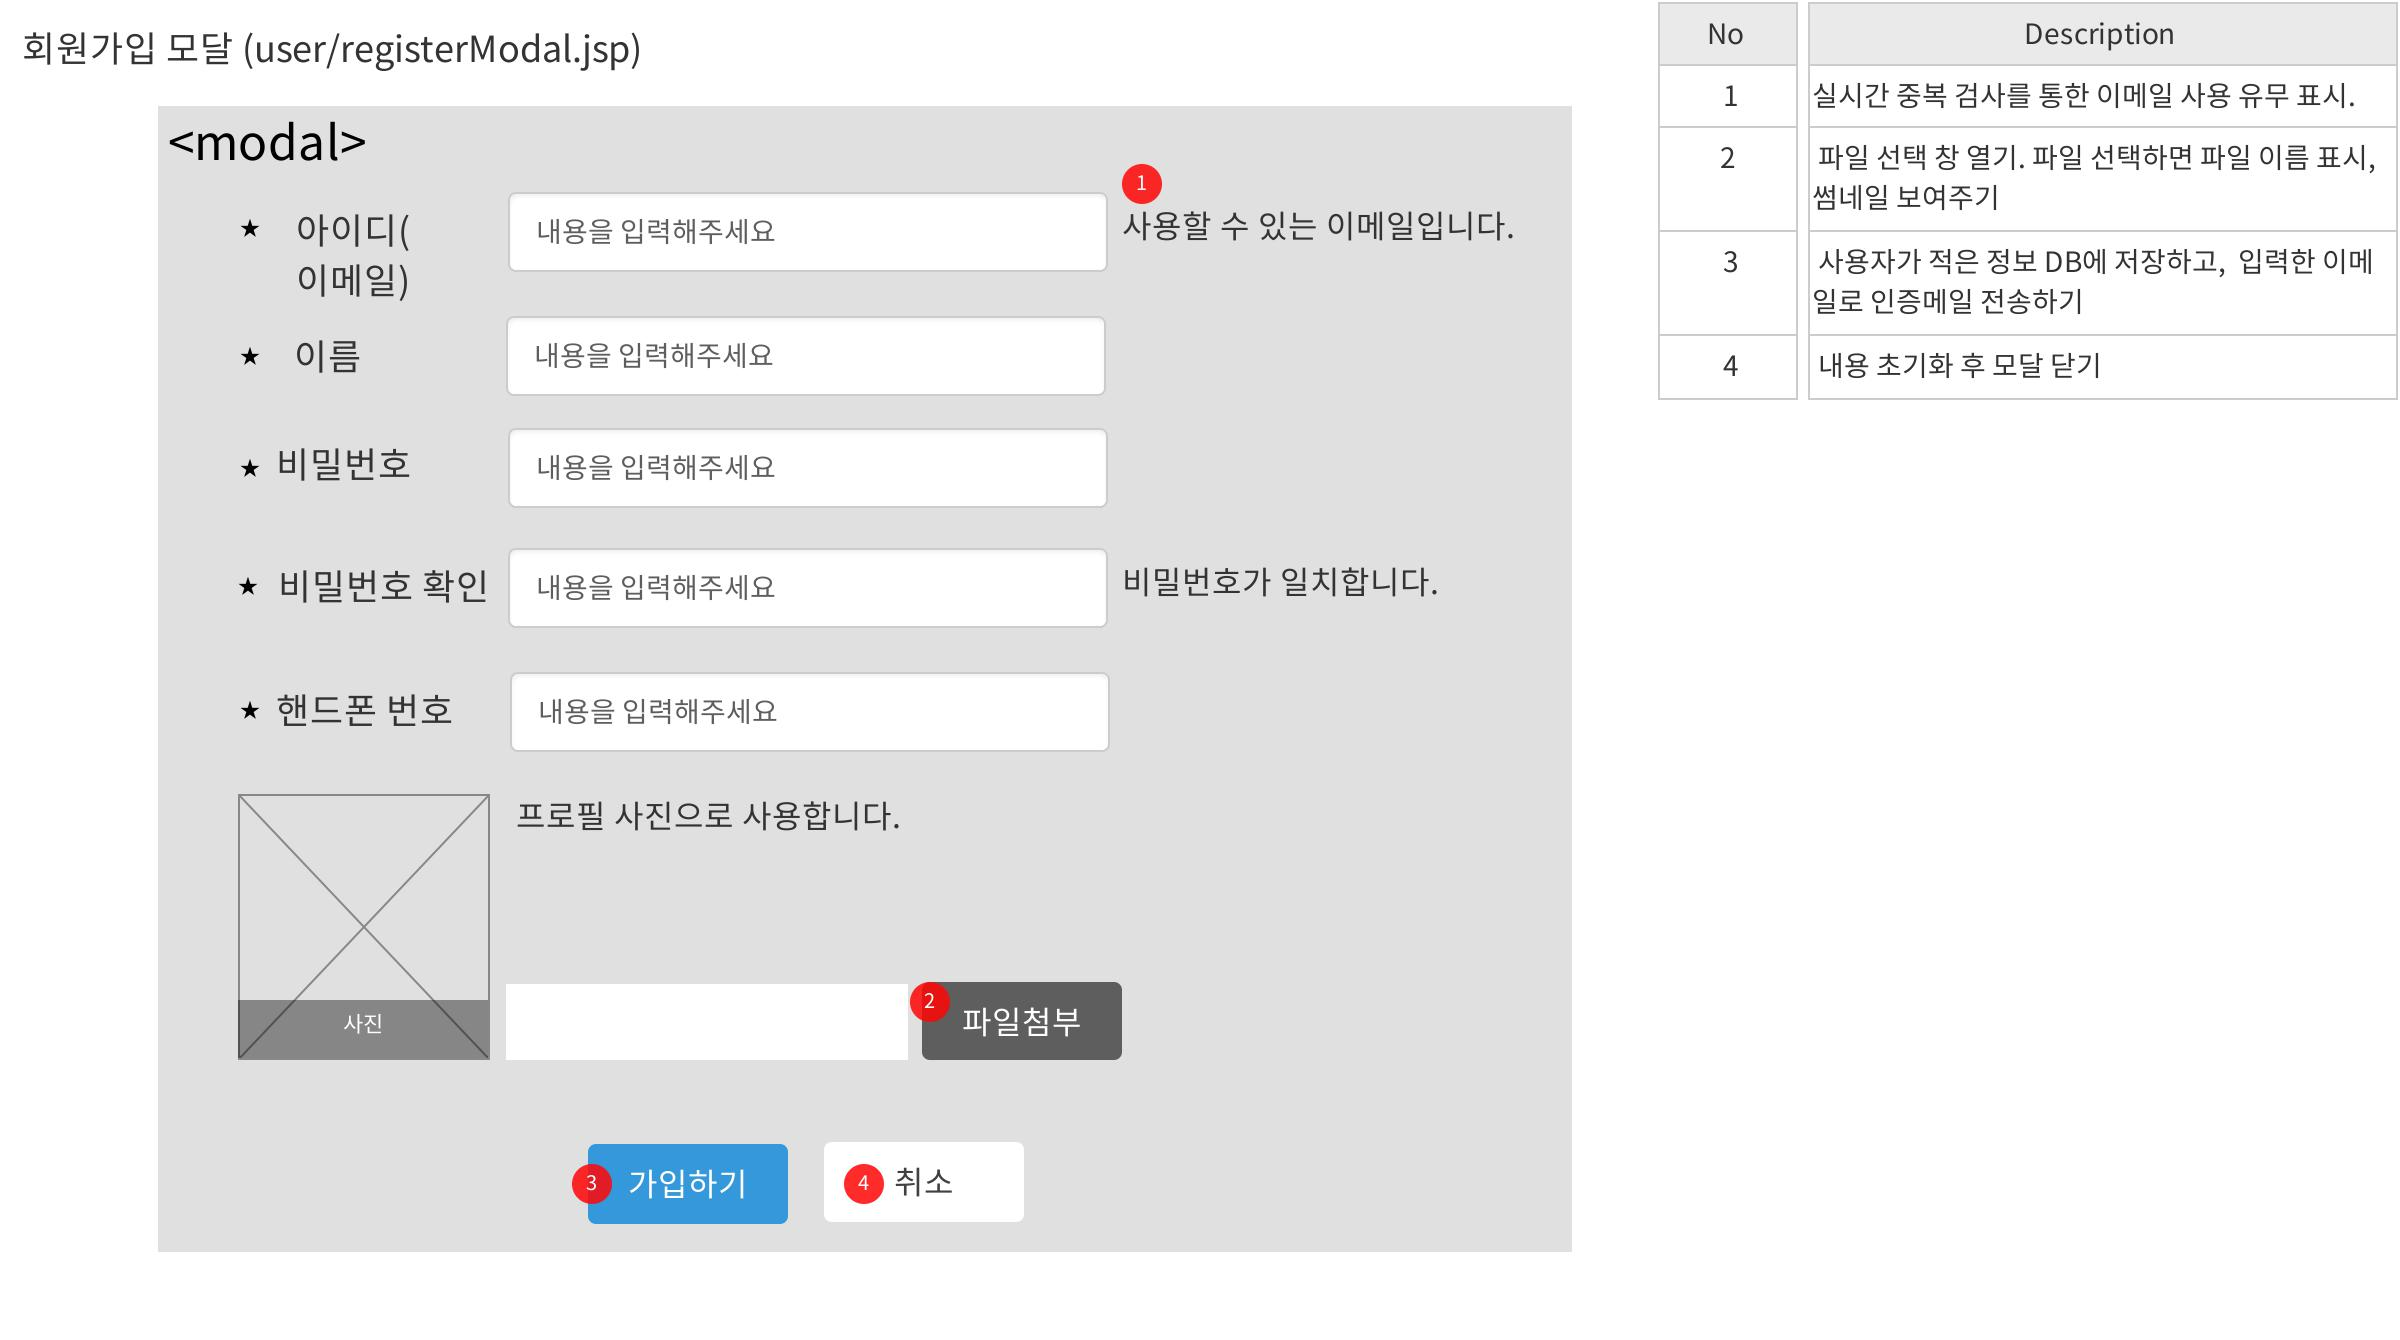 회원가입 모달 (user/registerModal.jsp)
<modal>
1
★ 아이디(
이메일)
내용을 입력해주세요
사용할 수 있는 이메일입니다.
★ 이름
내용을 입력해주세요
★ 비밀번호
내용을 입력해주세요
★ 비밀번호 확인
내용을 입력해주세요
비밀번호가 일치합니다.
★ 핸드폰 번호
내용을 입력해주세요
프로필 사진으로 사용합니다.
사진
2
파일첨부
3
가입하기
4
취소
No Description
1 실시간 중복 검사를 통한 이메일 사용 유무 표시.
2 파일 선택 창 열기. 파일 선택하면 파일 이름 표시,
썸네일 보여주기
3 사용자가 적은 정보 DB에 저장하고, 입력한 이메
일로 인증메일 전송하기
4 내용 초기화 후 모달 닫기